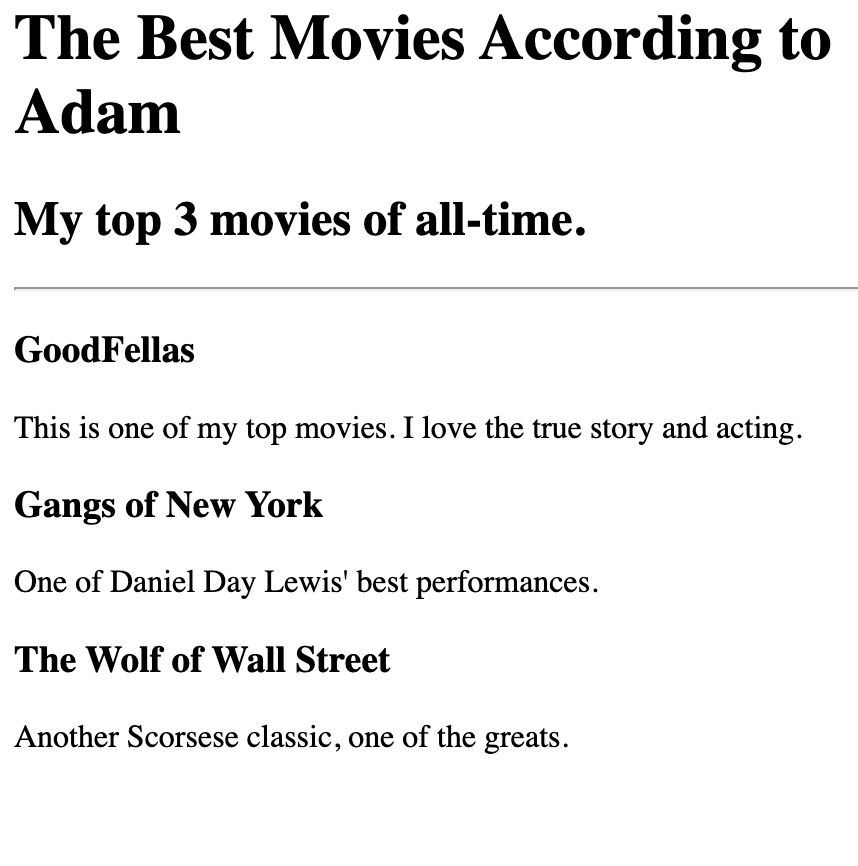 The Best Movies According to
Adam
My top 3 movies of all-time.
GoodFellas
This is one of my top movies. I love the true story and acting.
Gangs of New York
One of Daniel Day Lewis' best performances.
The Wolf of Wall Street
Another Scorsese classic, one of the greats.